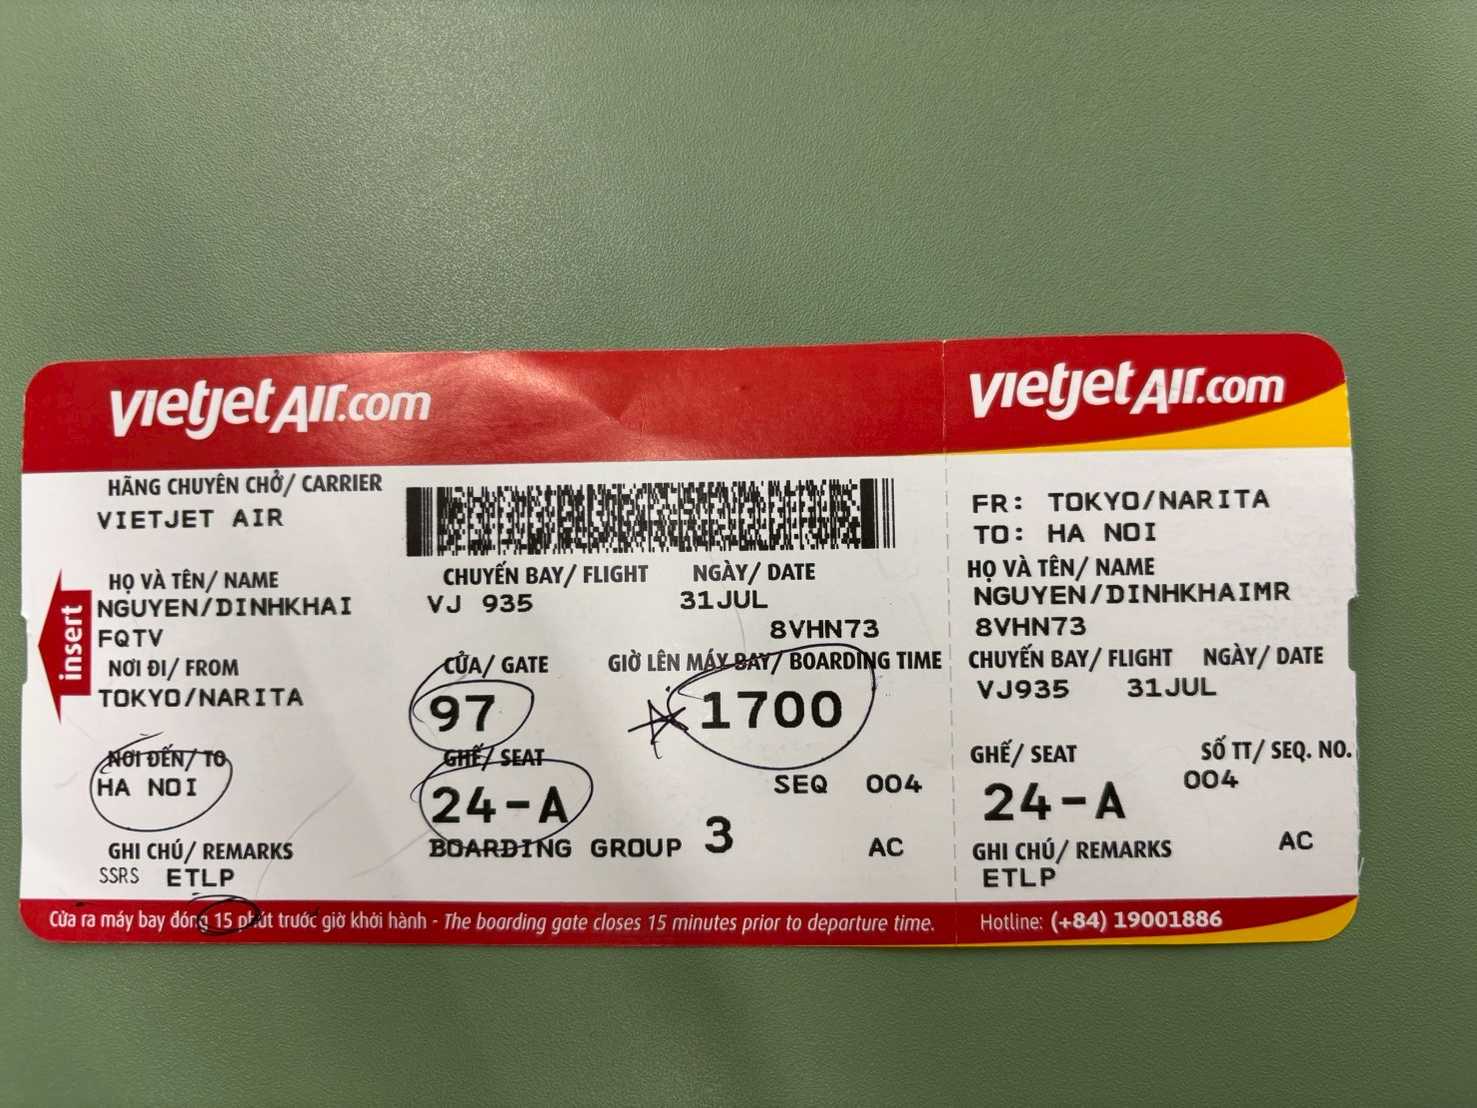 vietjet Air.com
HÃNG CHUYÊN CHỞ/ CARRIER
VIETJET AIR
HỌ VÀ TÊN/ NAME
NGUYEN/DINHKHAI
FQTV
NƠI ĐI/ FROM
TOKYO/NARITA
NƠI ĐẾN/ TO
HA NOI
GHI CHÚ/ REMARKS
SSRS ETLP
insert
CHUYẾN BAY/ FLIGHT NGÀY/ DATE
VJ 935 31JUL
8VHN73
CỬA/ GATE GIỜ LÊN MÁY BAY/ BOARDING TIME
97 1700
GHẾ/ SEAT
24-A SEQ 004
BOARDING GROUP 3 AC
Cửa ra máy bay đóng 15 phút trước giờ khởi hành - The boarding gate closes 15 minutes prior to departure time.
vietjet Air.com
FR: TOKYO/NARITA
TO: HA NOI
HỌ VÀ TÊN/ NAME
NGUYEN/DINHKHAIMR
8VHN73
CHUYẾN BAY/ FLIGHT NGÀY/ DATE
VJ935 31JUL
GHẾ/ SEAT SỐ TT/ SEQ. NO.
24-A 004
GHI CHÚ/ REMARKS AC
ETLP
Hotline: (+84) 19001886